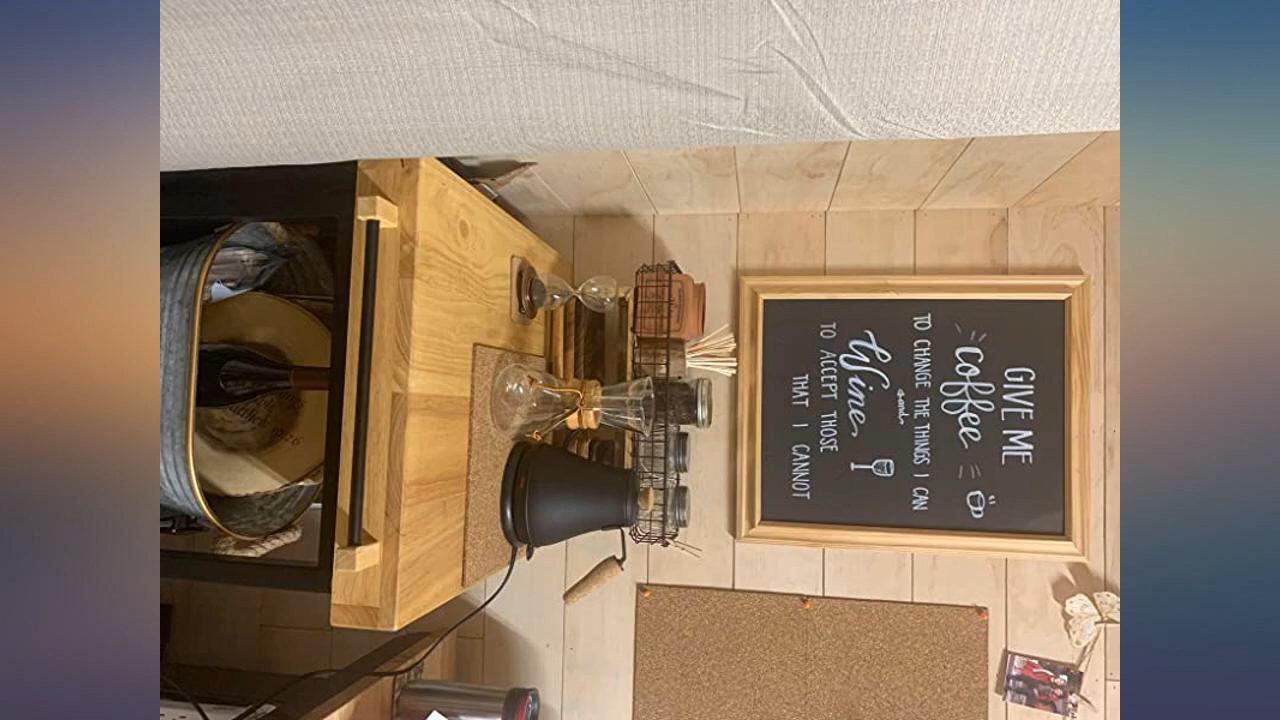 GIVE ME
coffee
TO CHANGE THE THINGS I CAN
and
Wine
TO ACCEPT THOSE
THAT I CANNOT